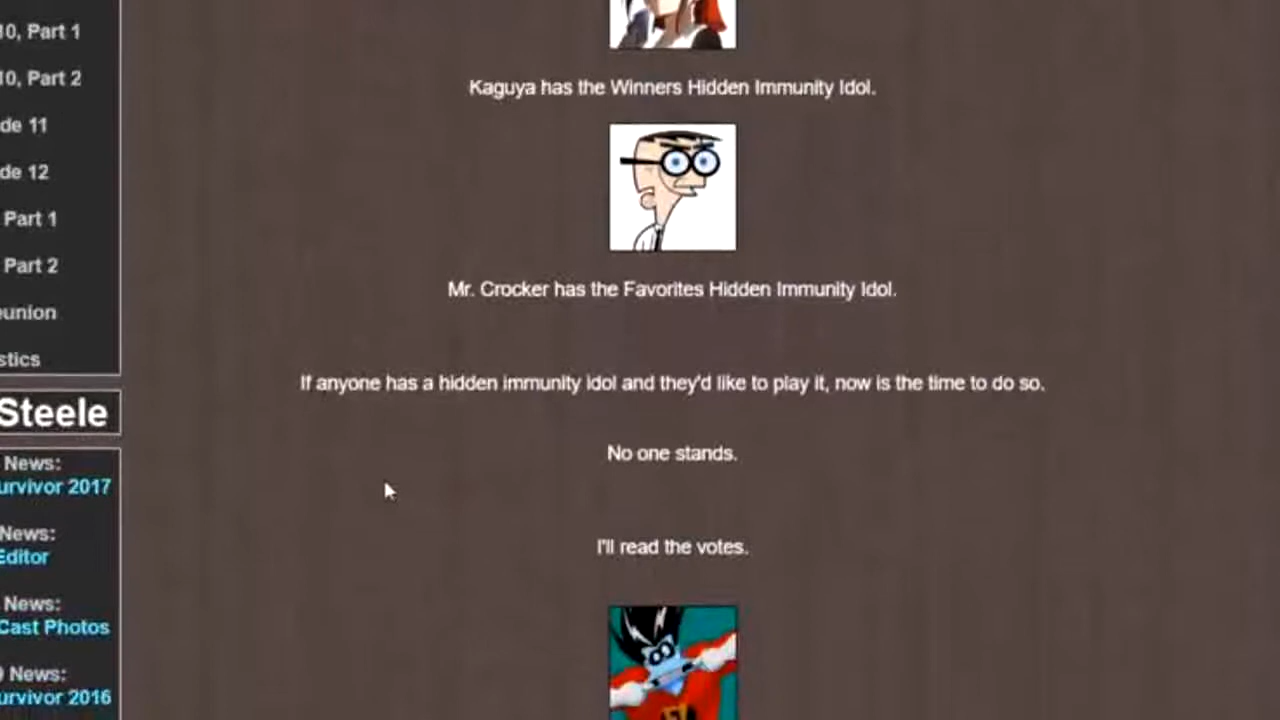 10, Part 1
10, Part 2
de 11
de 12
Part 1
Part 2
eunion
stics
Steele
News:
urvivor 2017
News:
Editor
News:
Cast Photos
News:
urvivor 2016
Kaguya has the Winners Hidden Immunity Idol.
Mr. Crocker has the Favorites Hidden Immunity Idol.
If anyone has a hidden immunity idol and they'd like to play it, now is the time to do so.
No one stands.
I'll read the votes.